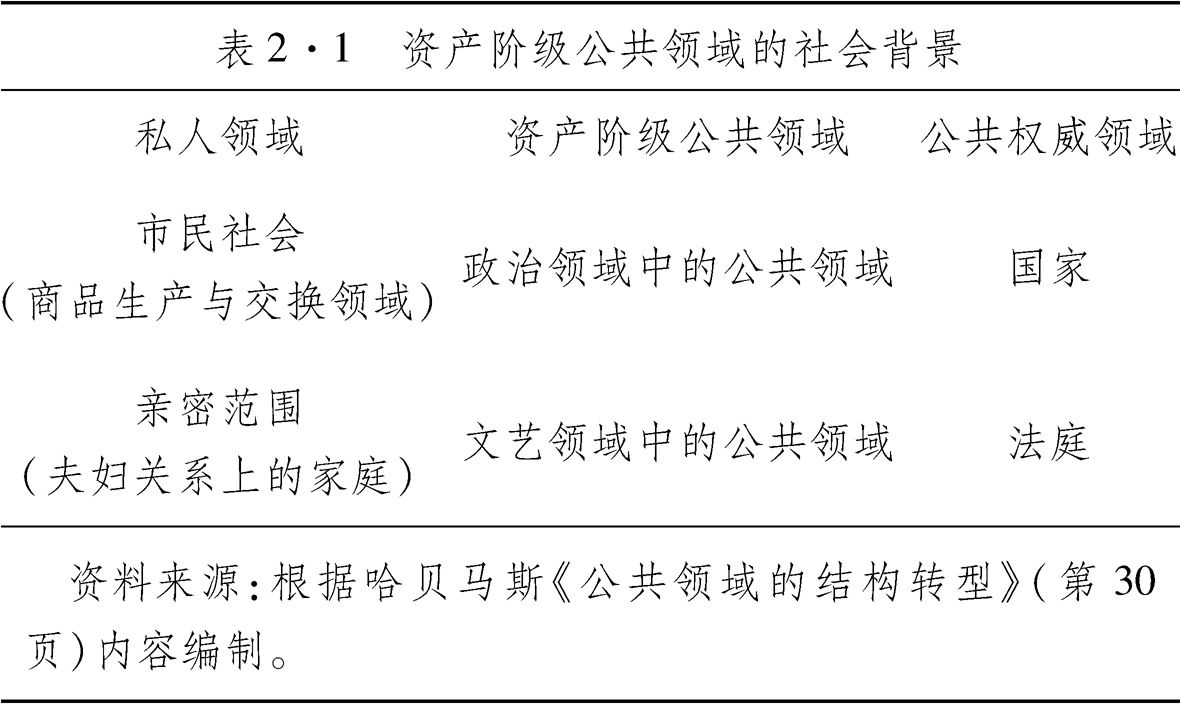 表2·1 资产阶级公共领域的社会背景
私人领域 资产阶级公共领域 公共权威领域
市民社会
(商品生产与交换领域) 政治领域中的公共领域 国家
亲密范围
(夫妇关系上的家庭) 文艺领域中的公共领域 法庭
资料来源:根据哈贝马斯《公共领域的结构转型》(第30
页)内容编制。